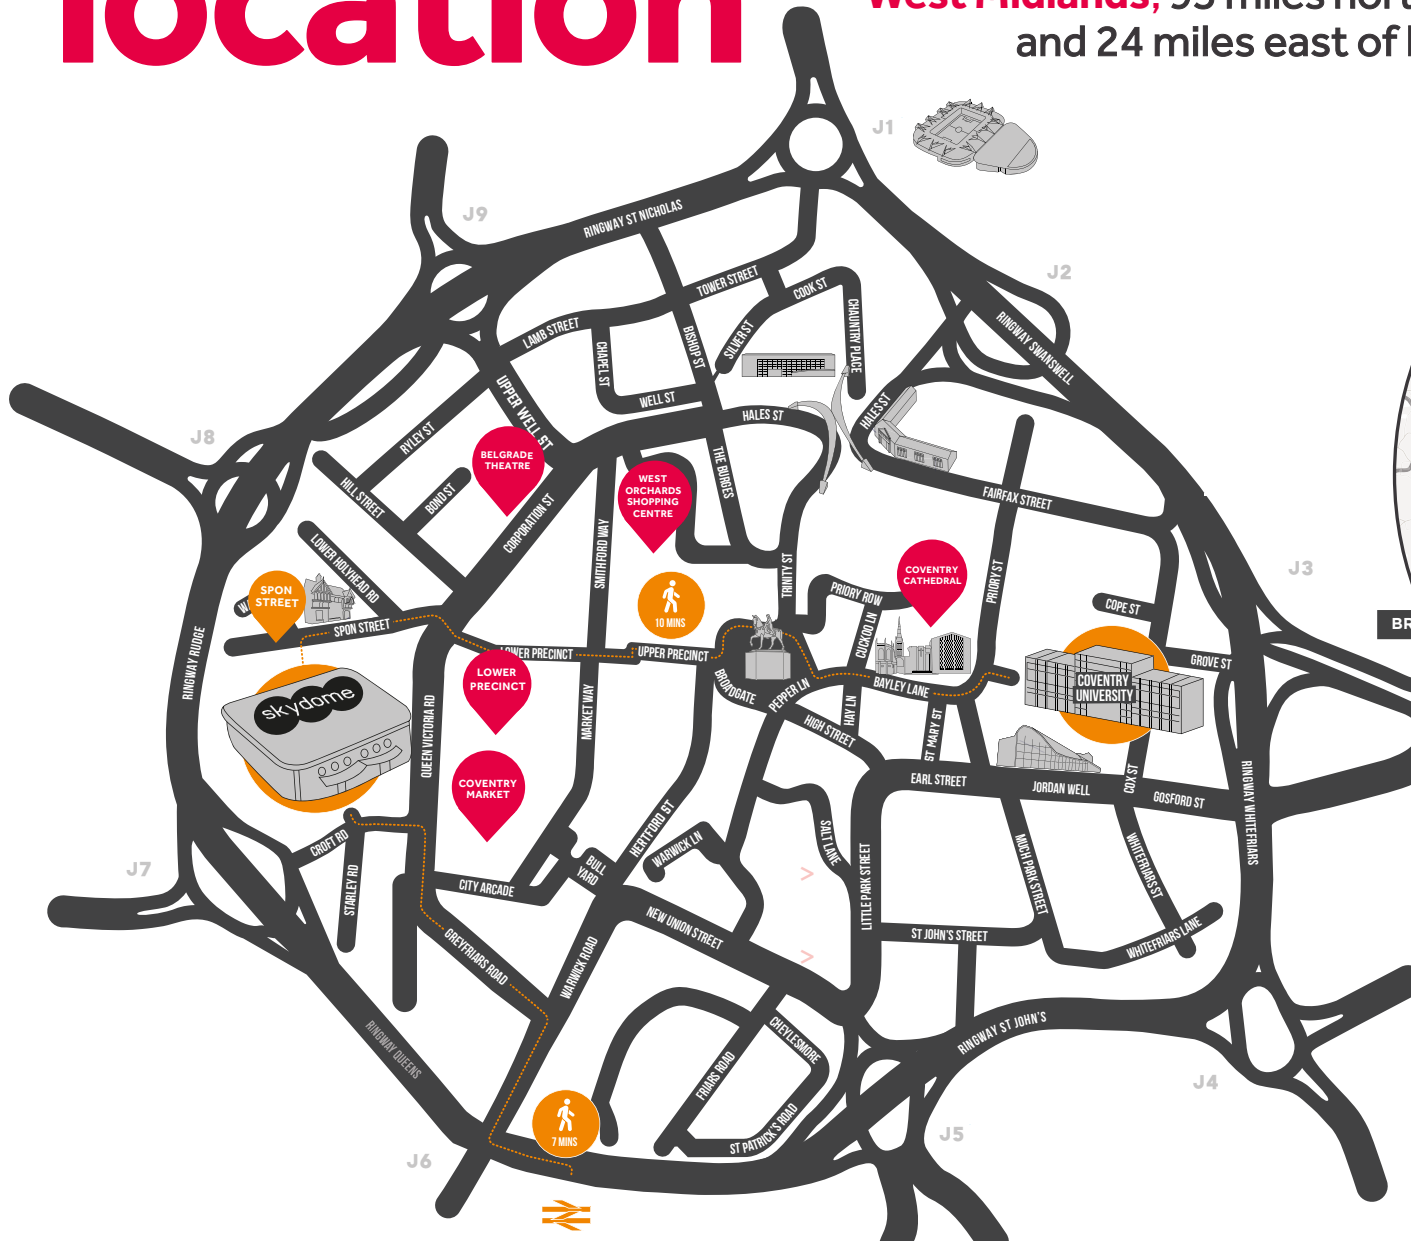 location
West Midlands, 95 miles
and 24 miles east of
J1
J9
RINGWAY ST NICHOLAS
J2
TOWER STREET
COOK ST
CHAUNTRY PLACE
RINGWAY SWANSWELL
LAMB STREET
CHAPEL ST
BISHOP ST
SILVER ST
UPPER WELL ST
WELL ST
HALES ST
HALES ST
J8
RYLEY ST
BELGRADE
THEATRE
WEST
ORCHARDS
SHOPPING
CENTRE
THE BURGES
HILL STREET
BOND ST
CORPORATION ST
FAIRFAX STREET
SMITHFORD WAY
LOWER HOLYHEAD RD
TRINITY ST
PRIORY ST
COVENTRY
CATHEDRAL
J3
SPON
STREET
10 MINS
PRIORY ROW
COPE ST
BR
SPON STREET
CUCKOO LN
RINGWAY RUDGE
LOWER PRECINCT
UPPER PRECINCT
GROVE ST
skydome
LOWER
PRECINCT
BROADGATE
PEPPER LN
BAYLEY LANE
COVENTRY
UNIVERSITY
QUEEN VICTORIA RD
MARKET WAY
HIGH STREET
HAY LN
ST MARY ST
COVENTRY
MARKET
EARL STREET
JORDAN WELL
COX ST
GOSFORD ST
RINGWAY WHITEFRIARS
CROFT RD
HERTFORD ST
WARWICK LN
SALT LANE
J7
STARLEY RD
CITY ARCADE
BULL
YARD
LITTLE PARK STREET
MUCH PARK STREET
WHITEFRIARS ST
>
NEW UNION STREET
ST JOHN'S STREET
WHITEFRIARS LANE
GREYFRIARS ROAD
WARWICK ROAD
>
RINGWAY QUEENS
CHEYLESMORE
RINGWAY ST JOHN'S
FRIARS ROAD
J4
7 MINS
ST PATRICK'S ROAD
J5
J6